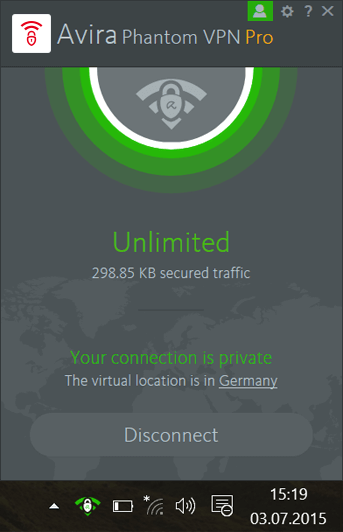 Avira Phantom VPN Pro
Unlimited
298.85 KB secured traffic
Your connection is private
The virtual location is in Germany
Disconnect
15:19
03.07.2015